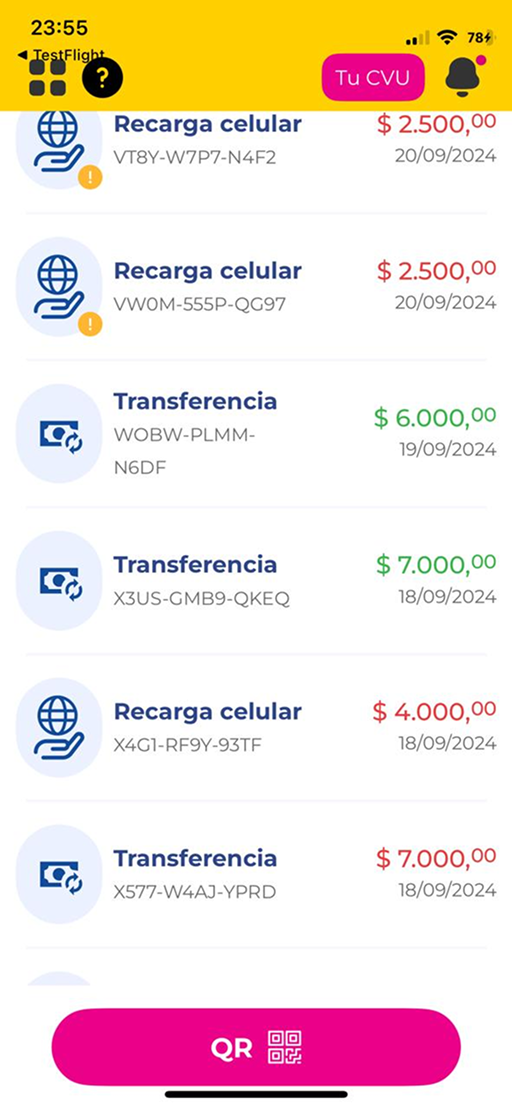 23:55
78
◀ TestFlight
?
Tu CVU
Recarga celular
$ 2.500,00
VT8Y-W7P7-N4F2
20/09/2024
!
Recarga celular
$ 2.500,00
VW0M-555P-QG97
20/09/2024
!
Transferencia
$ 6.000,00
WOBW-PLMM-
N6DF
19/09/2024
Transferencia
$ 7.000,00
X3US-GMB9-QKEQ
18/09/2024
Recarga celular
$ 4.000,00
X4G1-RF9Y-93TF
18/09/2024
Transferencia
$ 7.000,00
X577-W4AJ-YPRD
18/09/2024
QR